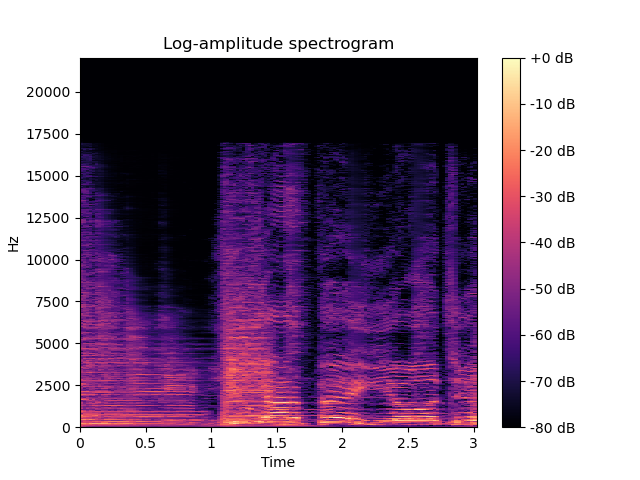 Log-amplitude spectrogram
20000
17500
15000
12500
10000
7500
5000
2500
0
Hz
0 0.5 1 1.5 2 2.5 3
Time
+0 dB
-10 dB
-20 dB
-30 dB
-40 dB
-50 dB
-60 dB
-70 dB
-80 dB